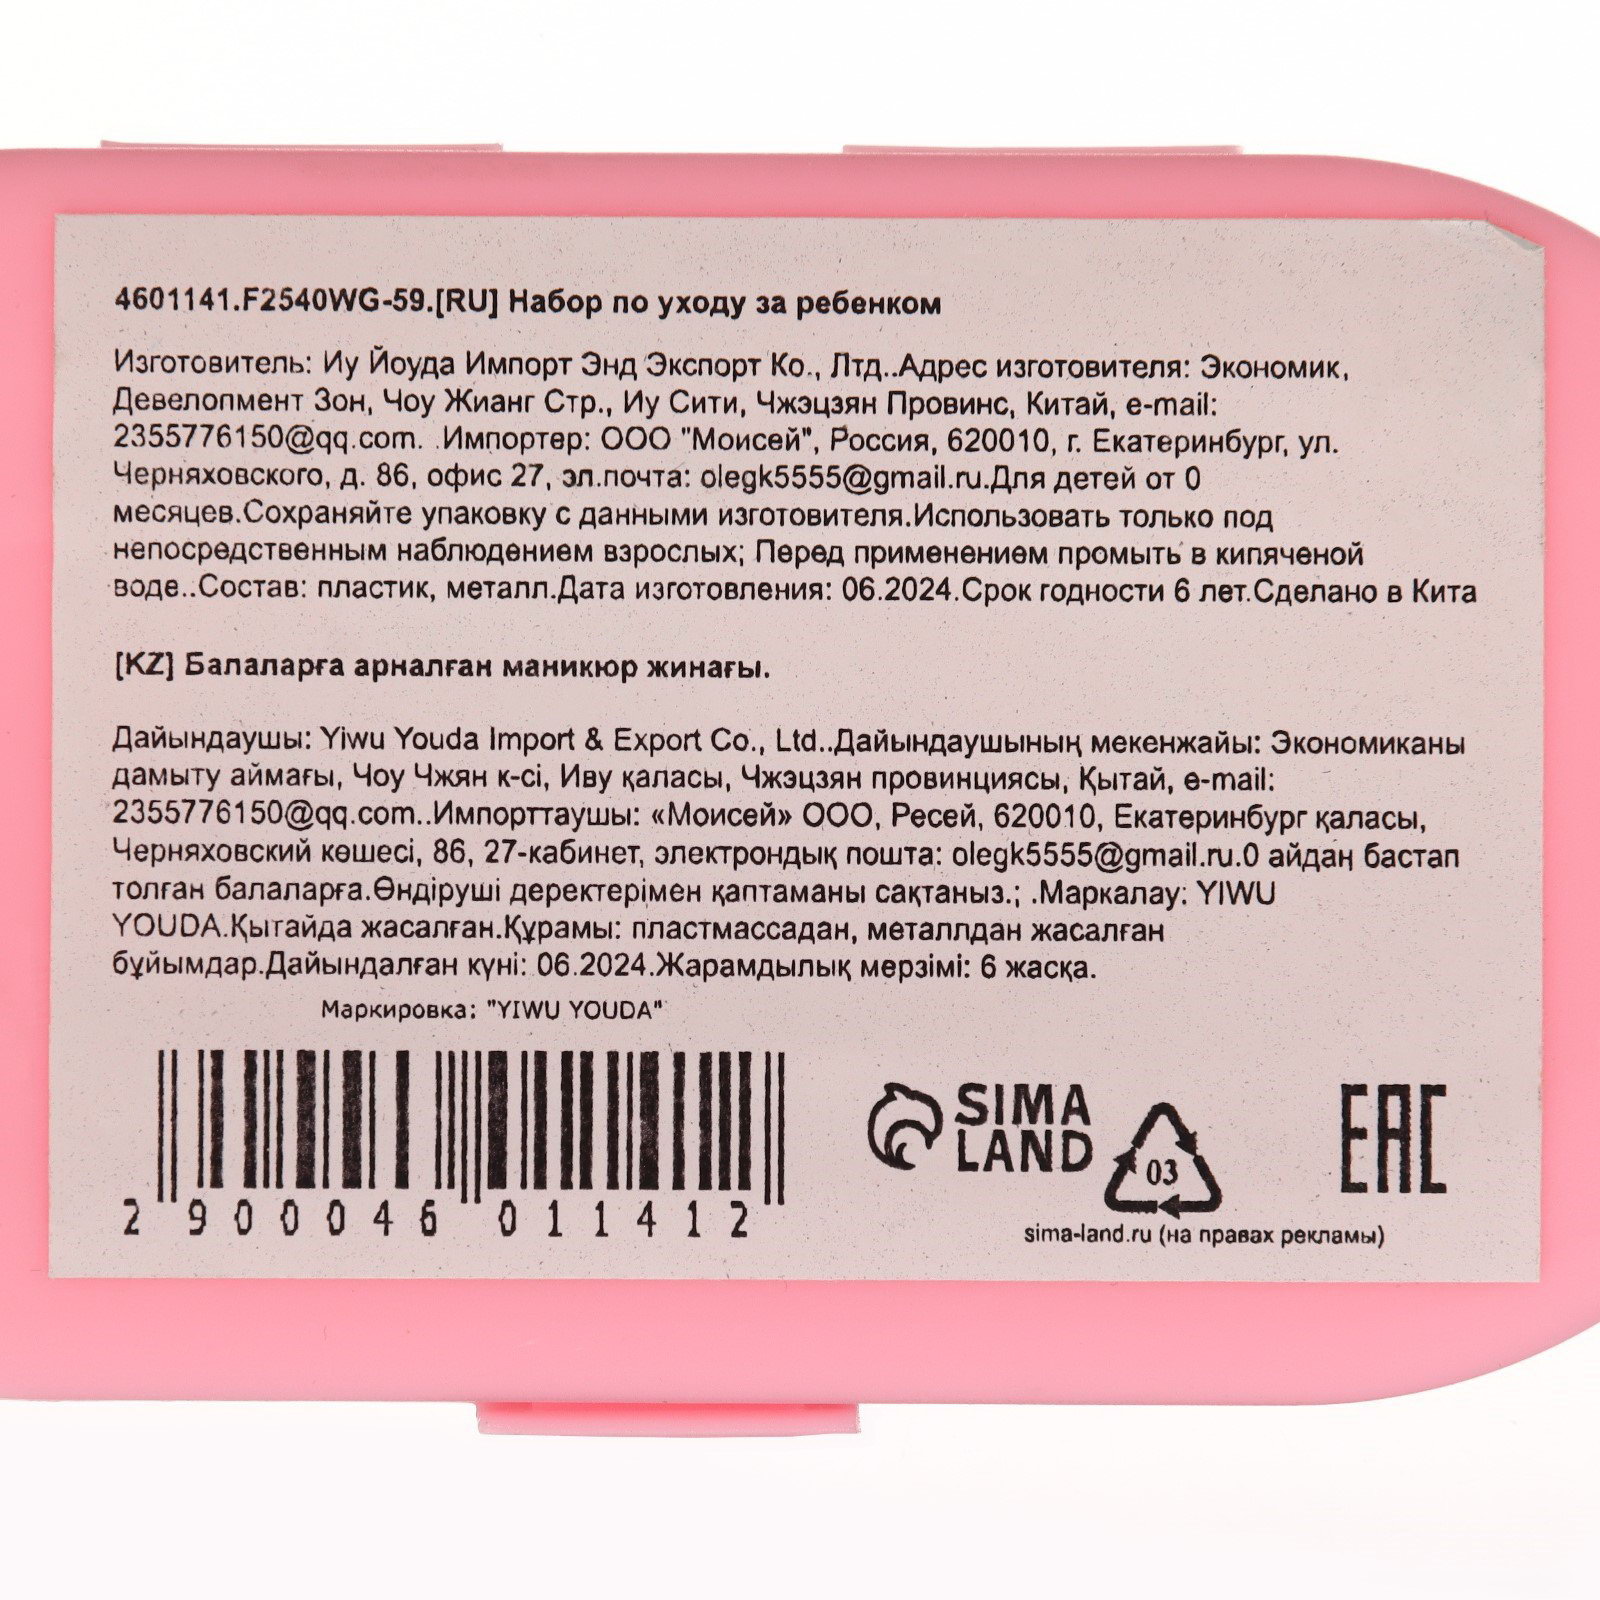 4601141.F2540WG-59.[RU] Набор по уходу за ребенком
Изготовитель: Иу Йоуда Импорт Энд Экспорт Ко., Лтд..Адрес изготовителя: Экономик,
Девелопмент Зон, Чоу Жианг Стр., Иу Сити, Чжэцзян Провинс, Китай, e-mail:
2355776150@qq.com. .Импортер: ООО "Моисей", Россия, 620010, г. Екатеринбург, ул.
Черняховского, д. 86, офис 27, эл.почта: olegk5555@gmail.ru.Для детей от 0
месяцев.Сохраняйте упаковку с данными изготовителя.Использовать только под
непосредственным наблюдением взрослых; Перед применением промыть в кипяченой
воде..Состав: пластик, металл.Дата изготовления: 06.2024.Срок годности 6 лет.Сделано в Кита
[KZ] Балаларға арналған маникюр жинағы.
Дайындаушы: Yiwu Youda Import & Export Co., Ltd..Дайындаушының мекенжайы: Экономиканы
дамыту аймағы, Чоу Чжян к-сі, Иву қаласы, Чжэцзян провинциясы, Қытай, e-mail:
2355776150@qq.com..Импорттаушы: «Моисей» ООО, Ресей, 620010, Екатеринбург қаласы,
Черняховский көшесі, 86, 27-кабинет, электрондық пошта: olegk5555@gmail.ru.0 айдаң бастап
толған балаларға.Өндіруші деректерімен қаптаманы сақтаныз.; .Маркалау: YIWU
YOUDA.Қытайда жасалған.Құрамы: пластмассадан, металлдан жасалған
бұйымдар.Дайындалған күні: 06.2024.Жарамдылық мерзімі: 6 жасқа.
Маркировка: "YIWU YOUDA"
2 900046 011412
SIMA
LAND
03
EAC
sima-land.ru (на правах рекламы)